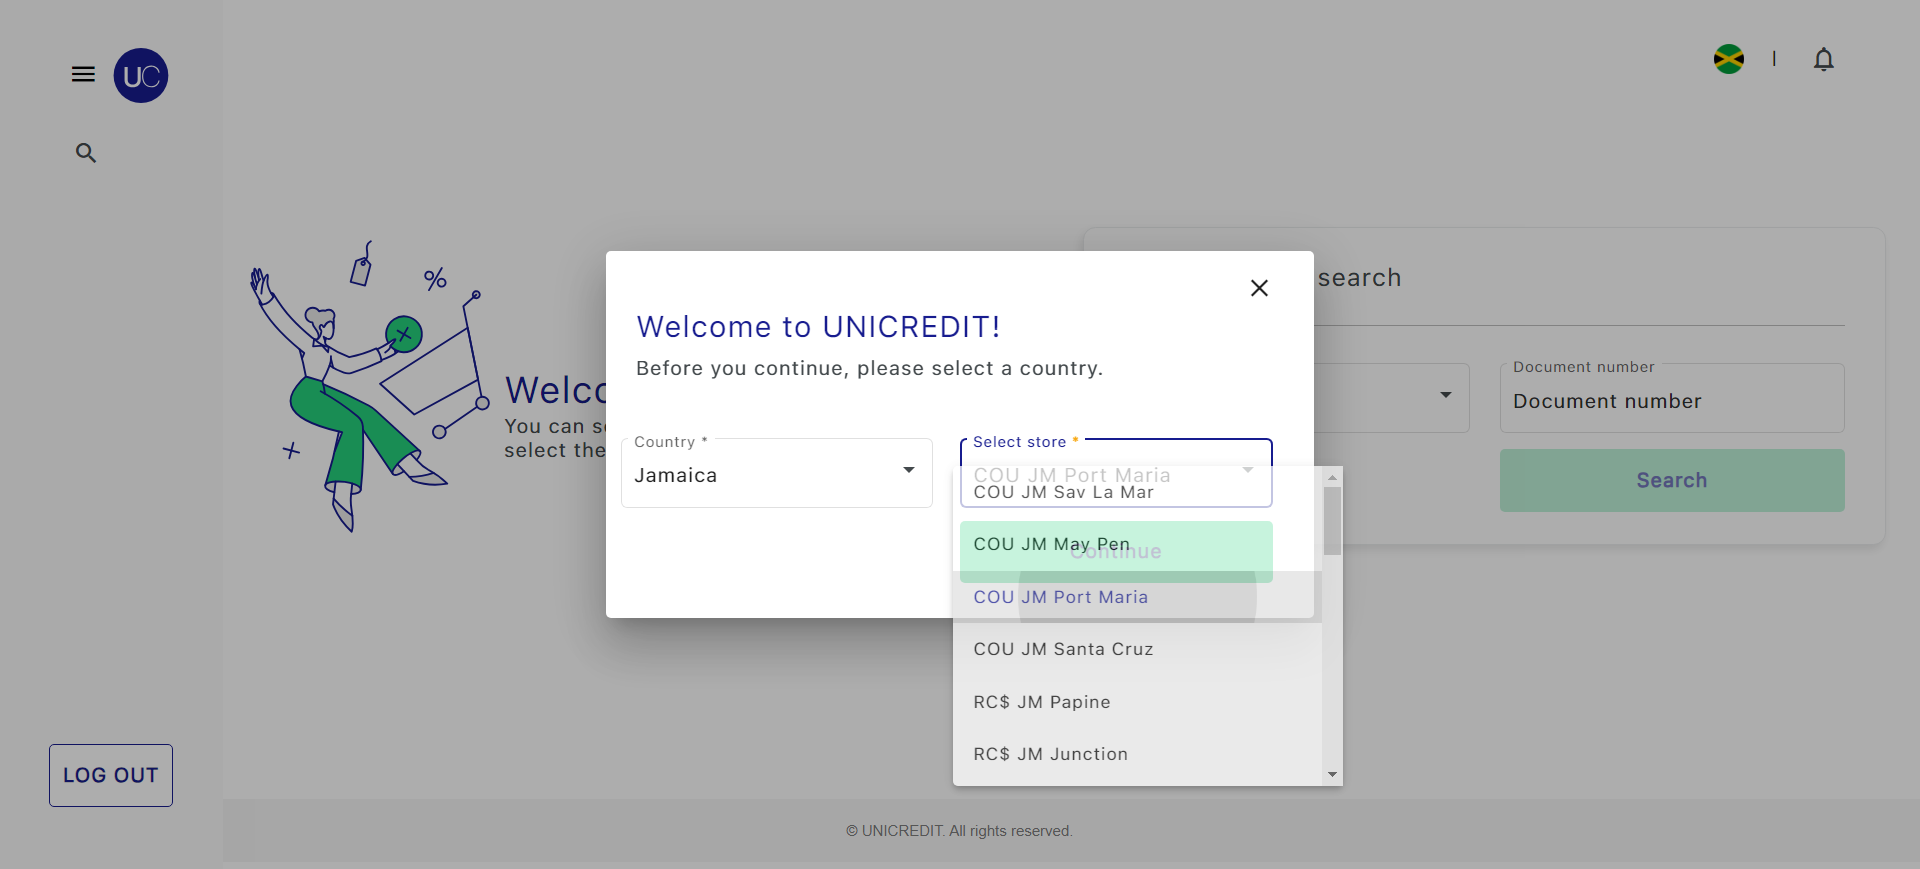 UC
search
Welcome to UNICREDIT!
Before you continue, please select a country.
Document number
Document number
Search
You can
select the
Country *
Jamaica
Select store *
COU JM Port Maria
COU JM Sav La Mar
COU JM May Pen
Continue
COU JM Port Maria
COU JM Santa Cruz
RC$ JM Papine
RC$ JM Junction
LOG OUT
© UNICREDIT. All rights reserved.